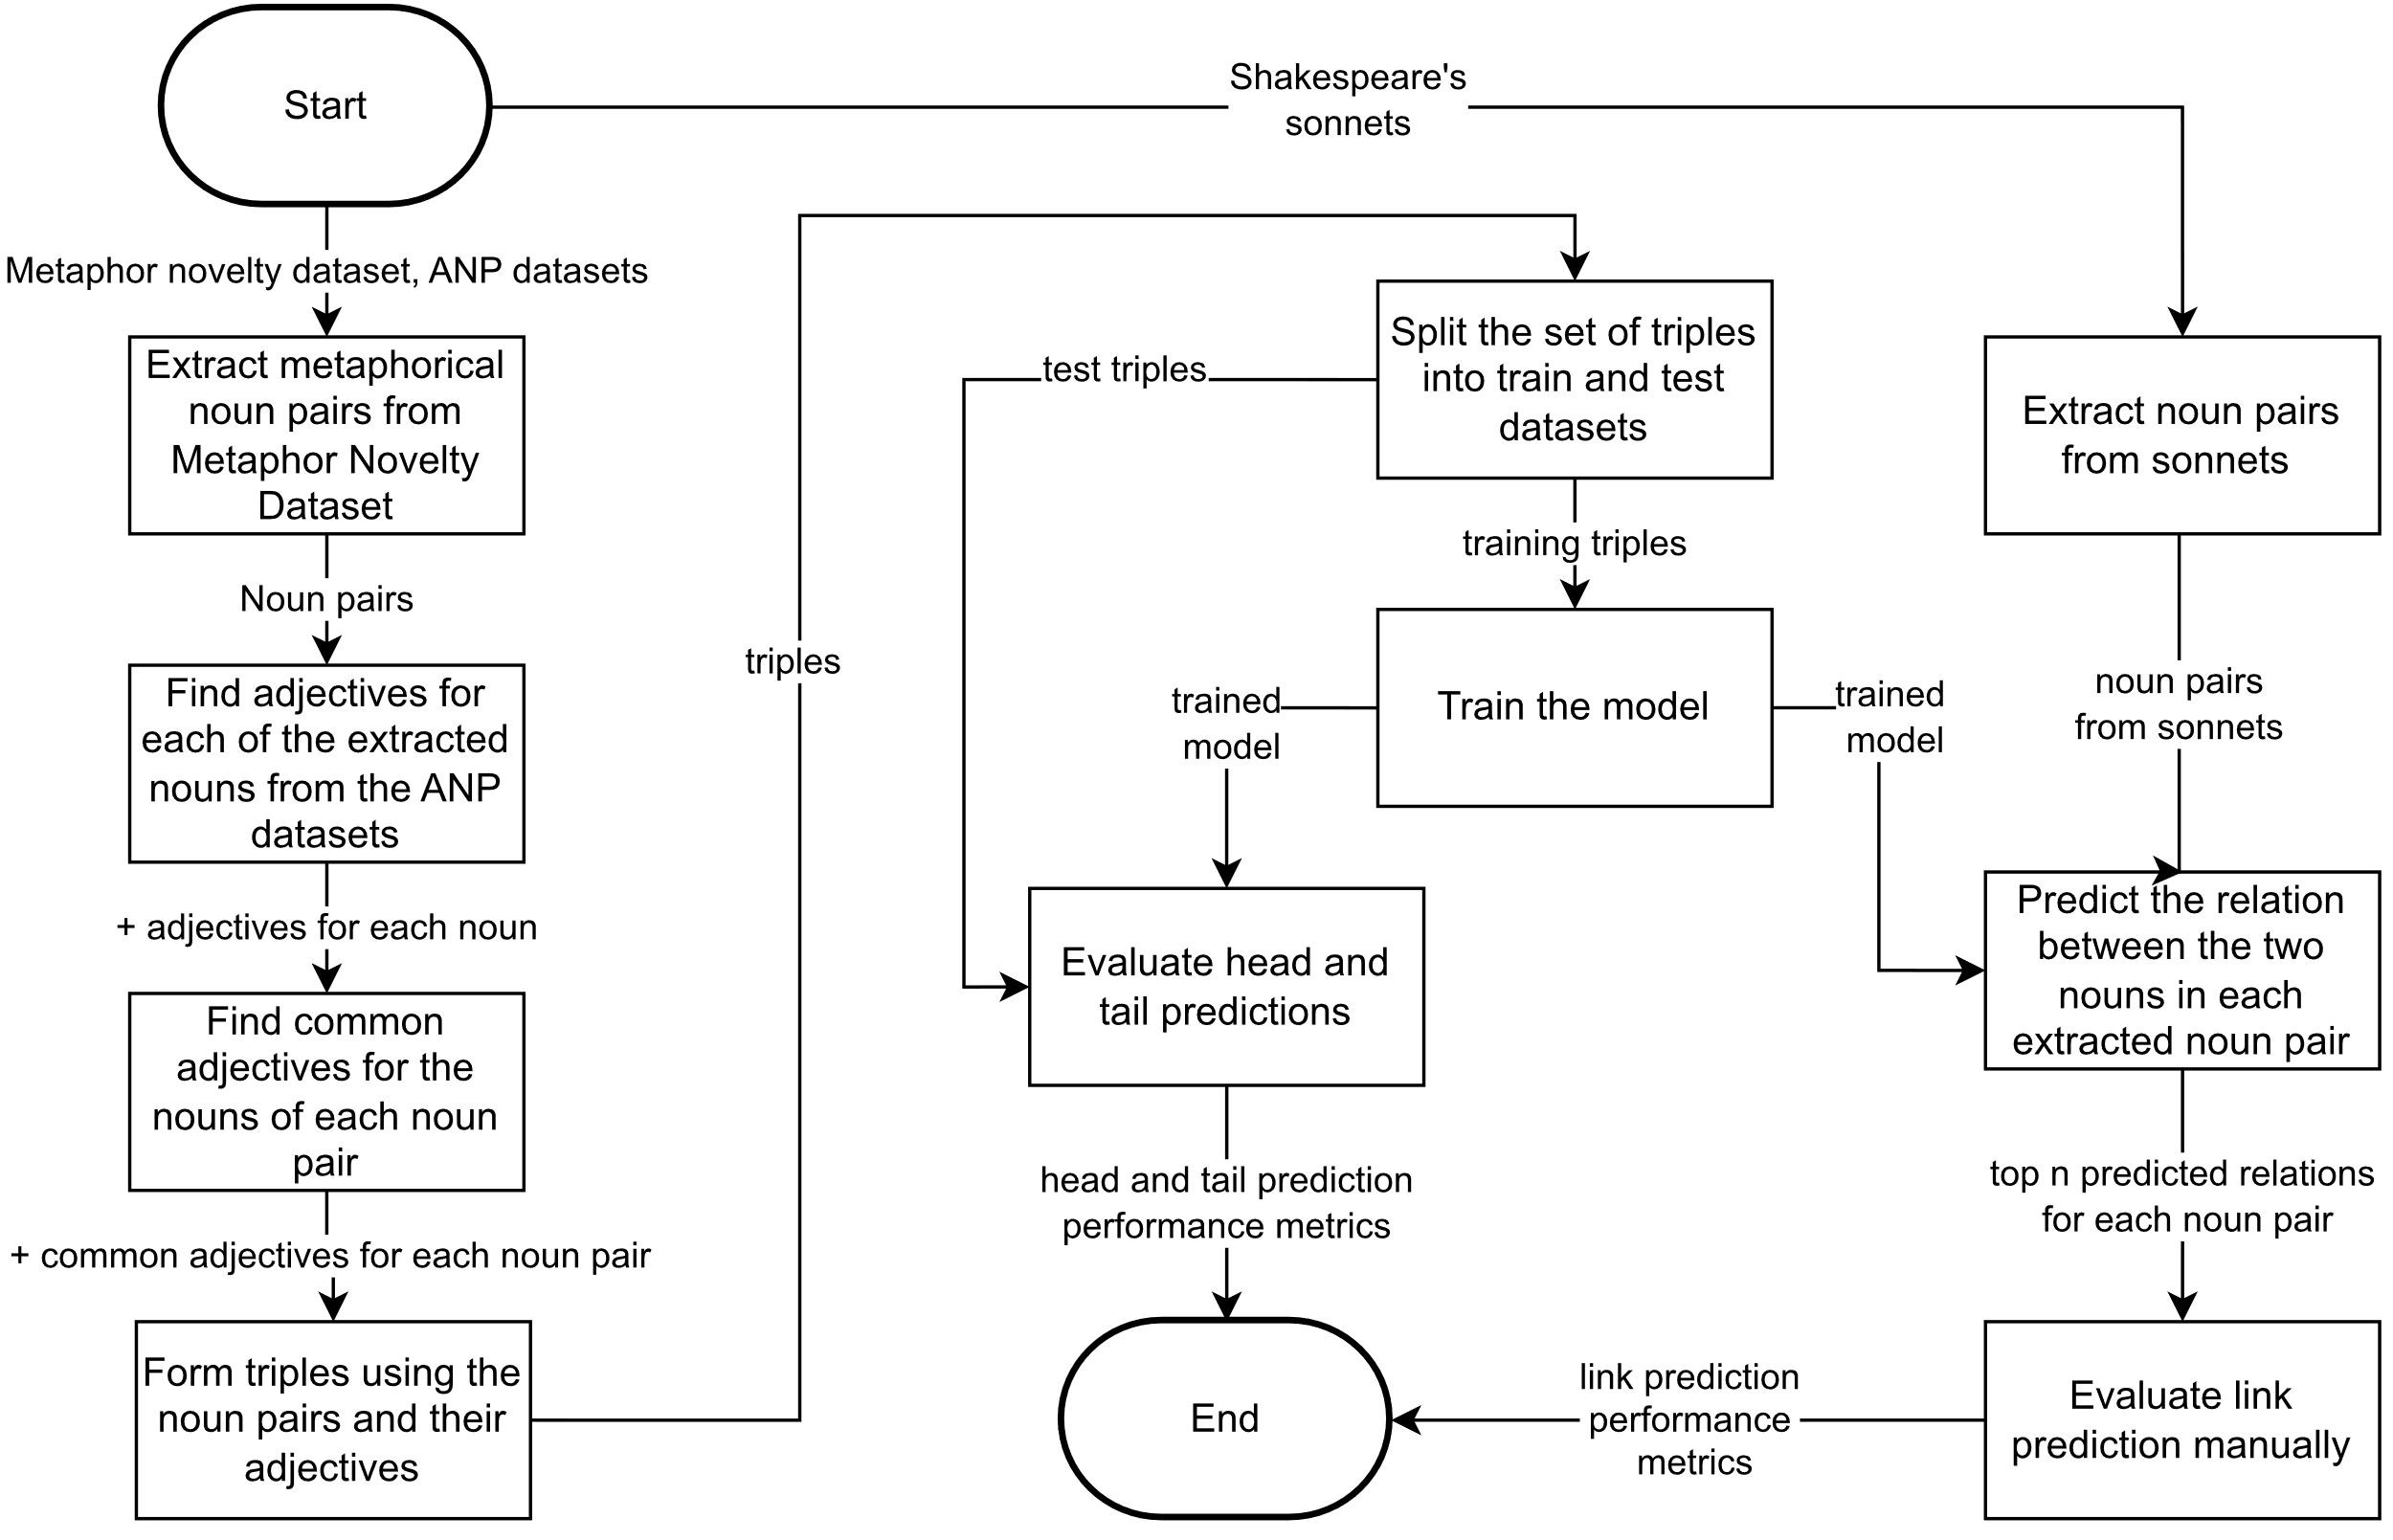 Start
Shakespeare's
sonnets
Metaphor novelty dataset, ANP datasets
Extract metaphorical
noun pairs from
Metaphor Novelty
Dataset
Noun pairs
Find adjectives for
each of the extracted
nouns from the ANP
datasets
+ adjectives for each noun
Find common
adjectives for the
nouns of each noun
pair
+ common adjectives for each noun pair
Form triples using the
noun pairs and their
adjectives
triples
Split the set of triples
into train and test
datasets
test triples
training triples
Train the model
trained
model
trained
model
Evaluate head and
tail predictions
head and tail prediction
performance metrics
Extract noun pairs
from sonnets
noun pairs
from sonnets
Predict the relation
between the two
nouns in each
extracted noun pair
top n predicted relations
for each noun pair
Evaluate link
prediction manually
link prediction
performance
metrics
End